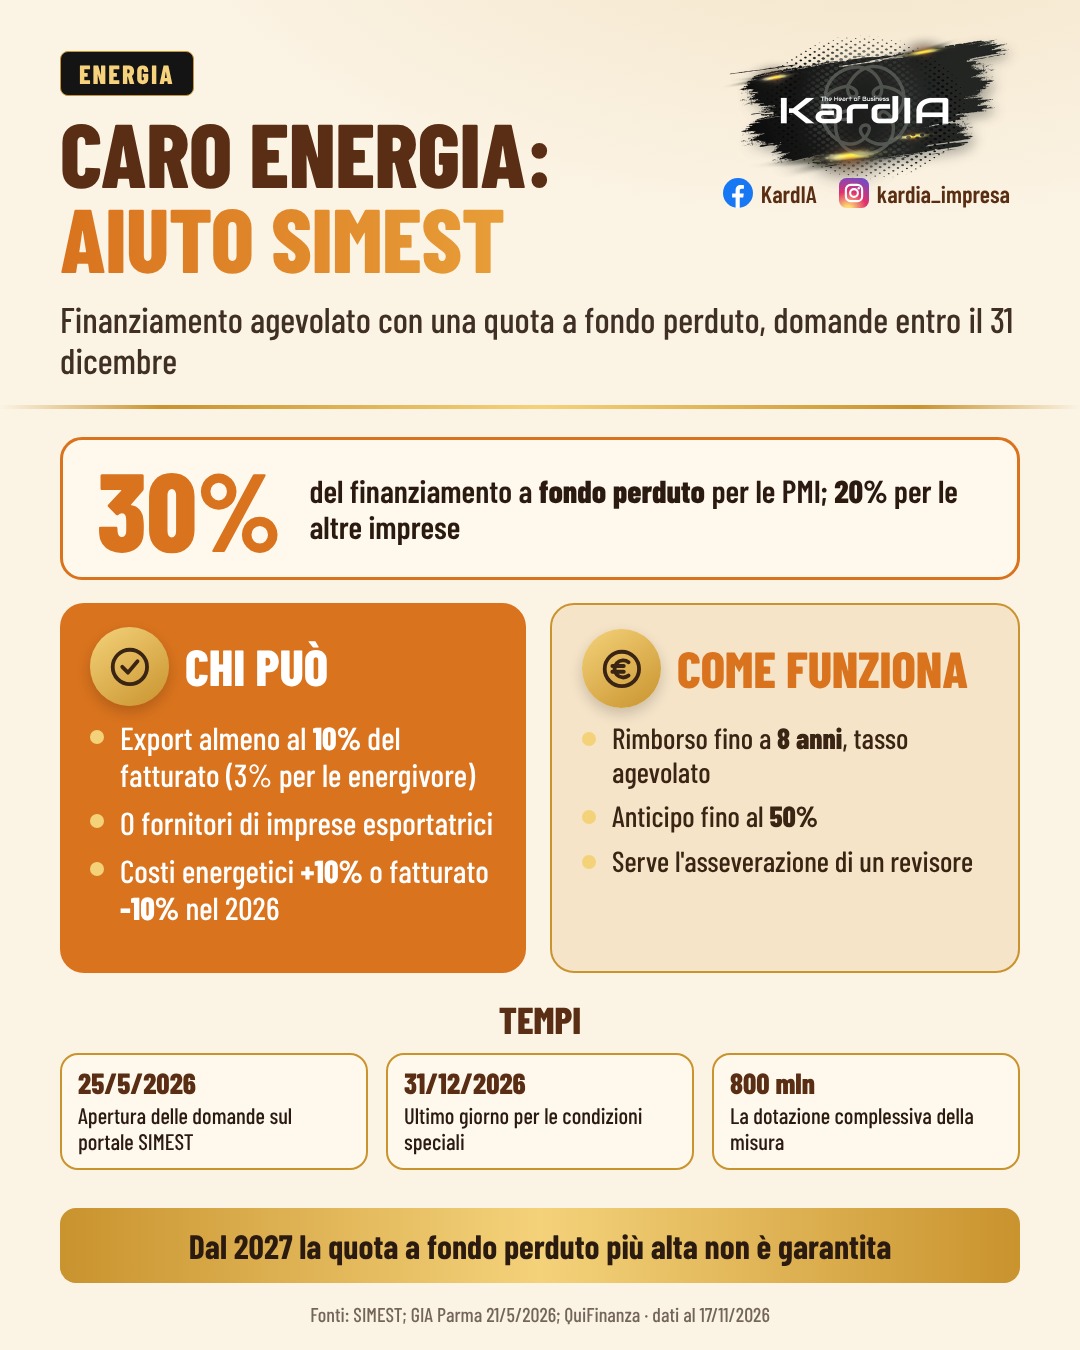 ENERGIA
The Heart of Business
KardIA
CARO ENERGIA:
AIUTO SIMEST
KardIA
kardia_impresa
Finanziamento agevolato con una quota a fondo perduto, domande entro il 31
dicembre
30%
del finanziamento a fondo perduto per le PMI; 20% per le
altre imprese
CHI PUÒ
Export almeno al 10% del
fatturato (3% per le energivore)
O fornitori di imprese esportatrici
Costi energetici +10% o fatturato
-10% nel 2026
COME FUNZIONA
Rimborso fino a 8 anni, tasso
agevolato
Anticipo fino al 50%
Serve l'asseverazione di un revisore
TEMPI
25/5/2026
Apertura delle domande sul
portale SIMEST
31/12/2026
Ultimo giorno per le condizioni
speciali
800 mln
La dotazione complessiva della
misura
Dal 2027 la quota a fondo perduto più alta non è garantita
Fonti: SIMEST; GIA Parma 21/5/2026; QuiFinanza · dati al 17/11/2026